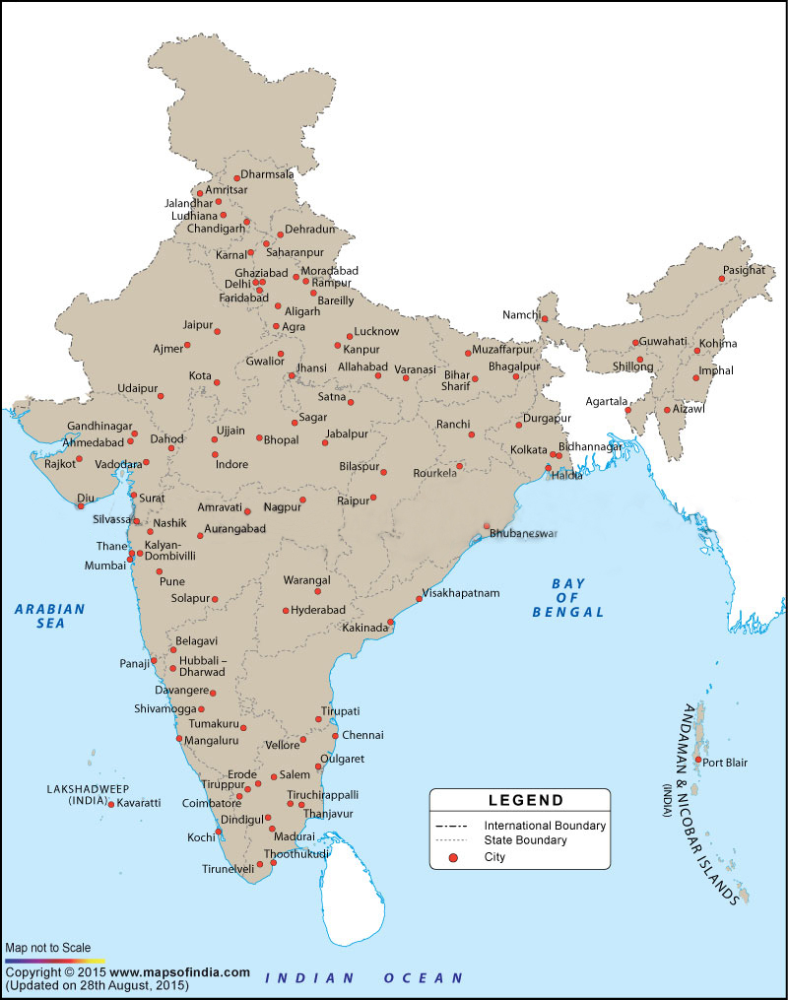 Dharmsala
Amritsar
Jalandhar
Ludhiana
Chandigarh
Dehradun
Saharanpur
Karnal
Ghaziabad
Moradabad
Delhi
Rampur
Faridabad
Bareilly
Aligarh
Pasighat
Namchi
Jaipur
Agra
Lucknow
Ajmer
Kanpur
Muzaffarpur
Guwahati
Kohima
Gwalior
Jhansi
Allahabad
Varanasi
Bhagalpur
Shillong
Imphal
Kota
Bihar
Sharif
Udaipur
Satna
Agartala
Aizawl
Sagar
Durgapur
Gandhinagar
Ahmedabad
Dahod
Ujjain
Bhopal
Jabalpur
Ranchi
Kolkata
Bidhannagar
Rajkot
Vadodara
Indore
Bilaspur
Rourkela
Haldia
Diu
Surat
Amravati
Nagpur
Raipur
Silvassa
Nashik
Aurangabad
Bhubaneswar
Thane
Kalyan-
Dombivilli
Mumbai
Pune
Warangal
Solapur
Visakhapatnam
Hyderabad
Kakinada
ARABIAN
SEA
BAY
OF
BENGAL
Belagavi
Panaji
Hubbali –
Dharwad
Davangere
Shivamogga
Tumakuru
Mangaluru
Tirupati
Chennai
Vellore
Oulgaret
Erode
Salem
Tiruppur
Coimbatore
Tiruchirappalli
Thanjavur
Dindigul
Madurai
Kochi
Thoothukudi
Tirunelveli
LAKSHADWEEP
(INDIA)
Kavaratti
ANDAMAN & NICOBAR ISLANDS
(INDIA)
Port Blair
LEGEND
International Boundary
State Boundary
City
Map not to Scale
Copyright © 2015 www.mapsofindia.com
(Updated on 28th August, 2015)
INDIAN OCEAN